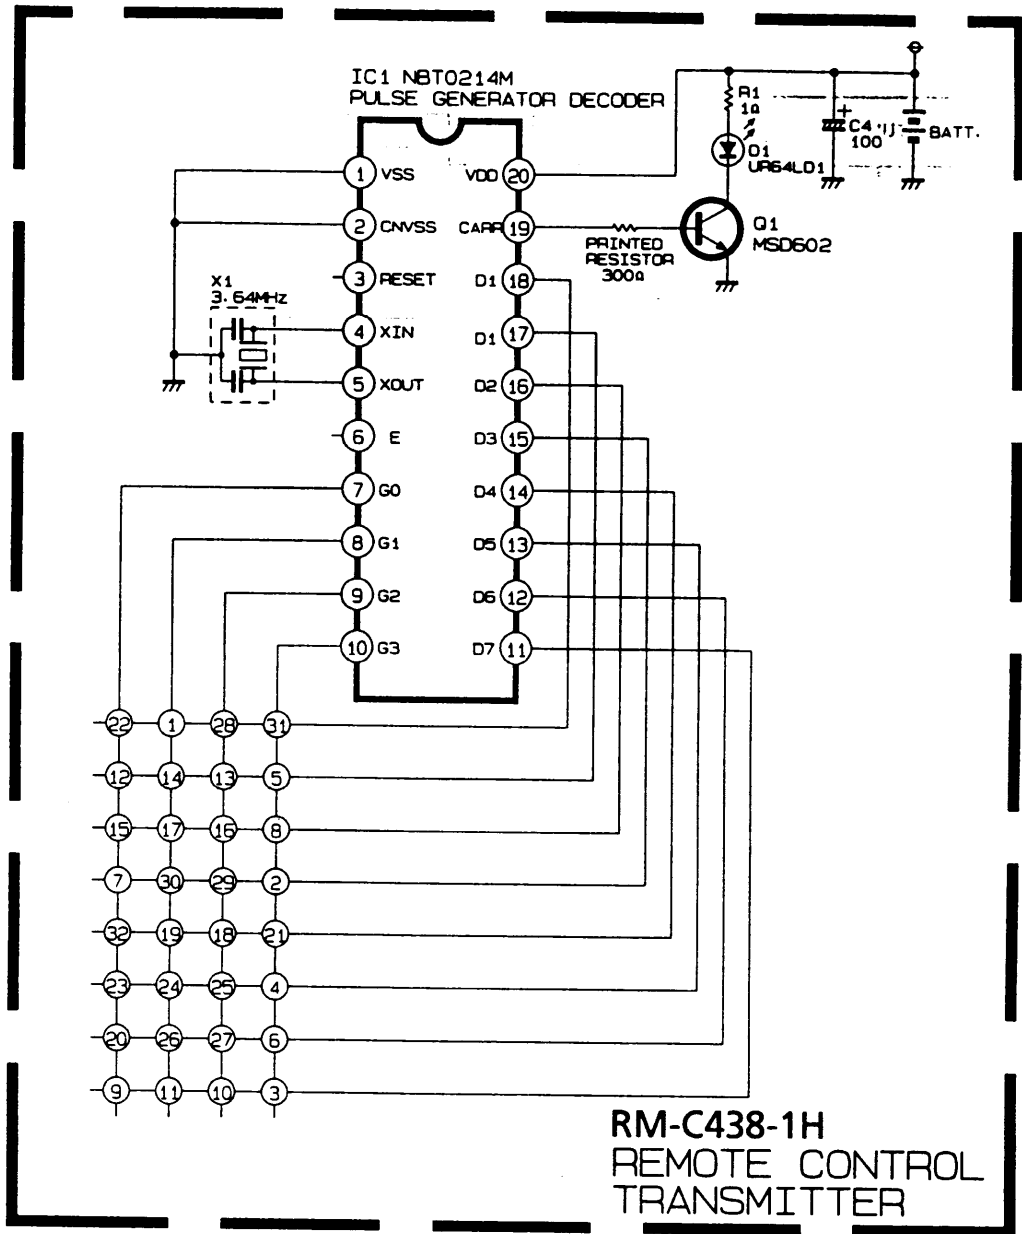 IC1 NBT0214M
PULSE GENERATOR DECODER
R1
1Ω
D1
UR64LD1
+
C4
100
BATT.
1 VSS
VDD 20
2 CNVSS
CARR 19
PRINTED
RESISTOR
300Ω
Q1
MSD602
3 RESET
D1 18
X1
3.64MHz
4 XIN
D1 17
5 XOUT
D2 16
6 E
D3 15
7 G0
D4 14
8 G1
D5 13
9 G2
D6 12
10 G3
D7 11
22 1 28 31
12 14 13 5
15 17 16 8
7 30 29 2
32 19 18 21
23 24 25 4
20 26 27 6
9 11 10 3
RM-C438-1H
REMOTE CONTROL
TRANSMITTER